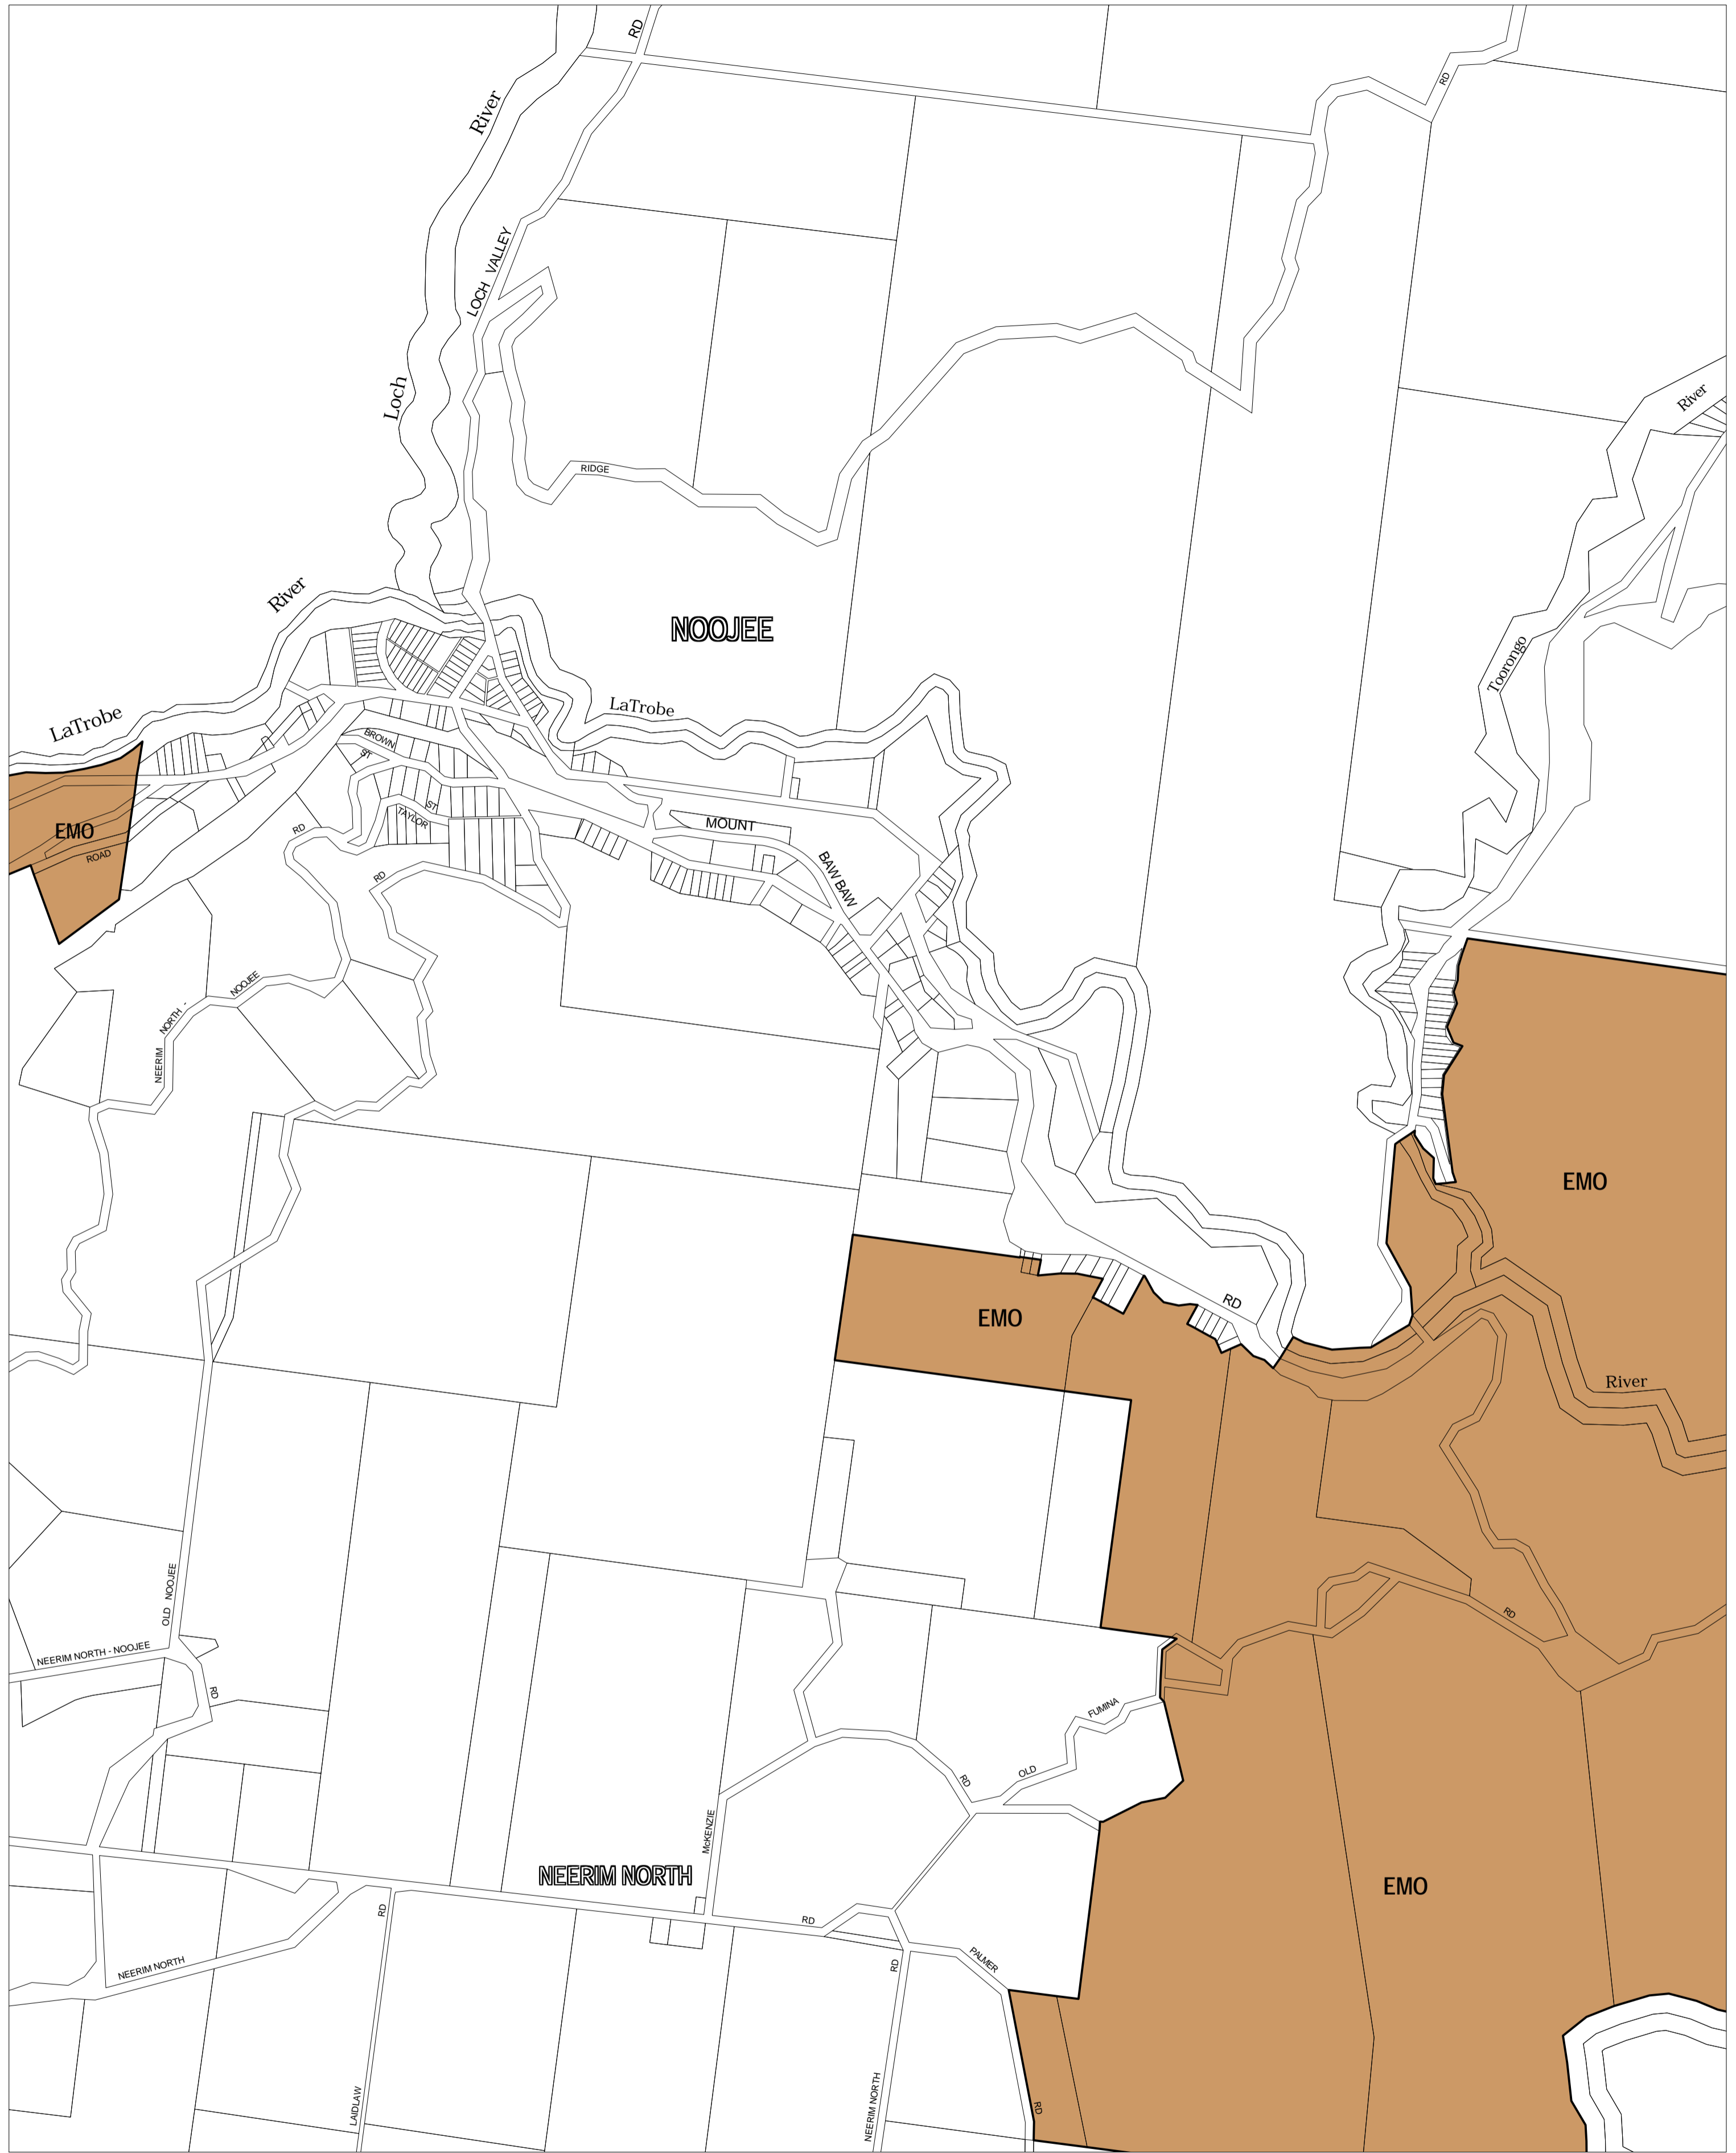 RD
RD
River
LOCH VALLEY
Loch
River
RIDGE
River
NOOJEE
Toorongo
LaTrobe
LaTrobe
BROWN
ST
EMO
ROAD
ST
TAYLOR
MOUNT
RD
BAW BAW
RD
NOOJEE
NORTH -
NEERIM
EMO
EMO
RD
River
OLD NOOJEE
RD
NEERIM NORTH - NOOJEE
RD
FUMINA
OLD
RD
McKENZIE
NEERIM NORTH
EMO
RD
RD
PALMER
RD
NEERIM NORTH
LAIDLAW
NEERIM NORTH
RD